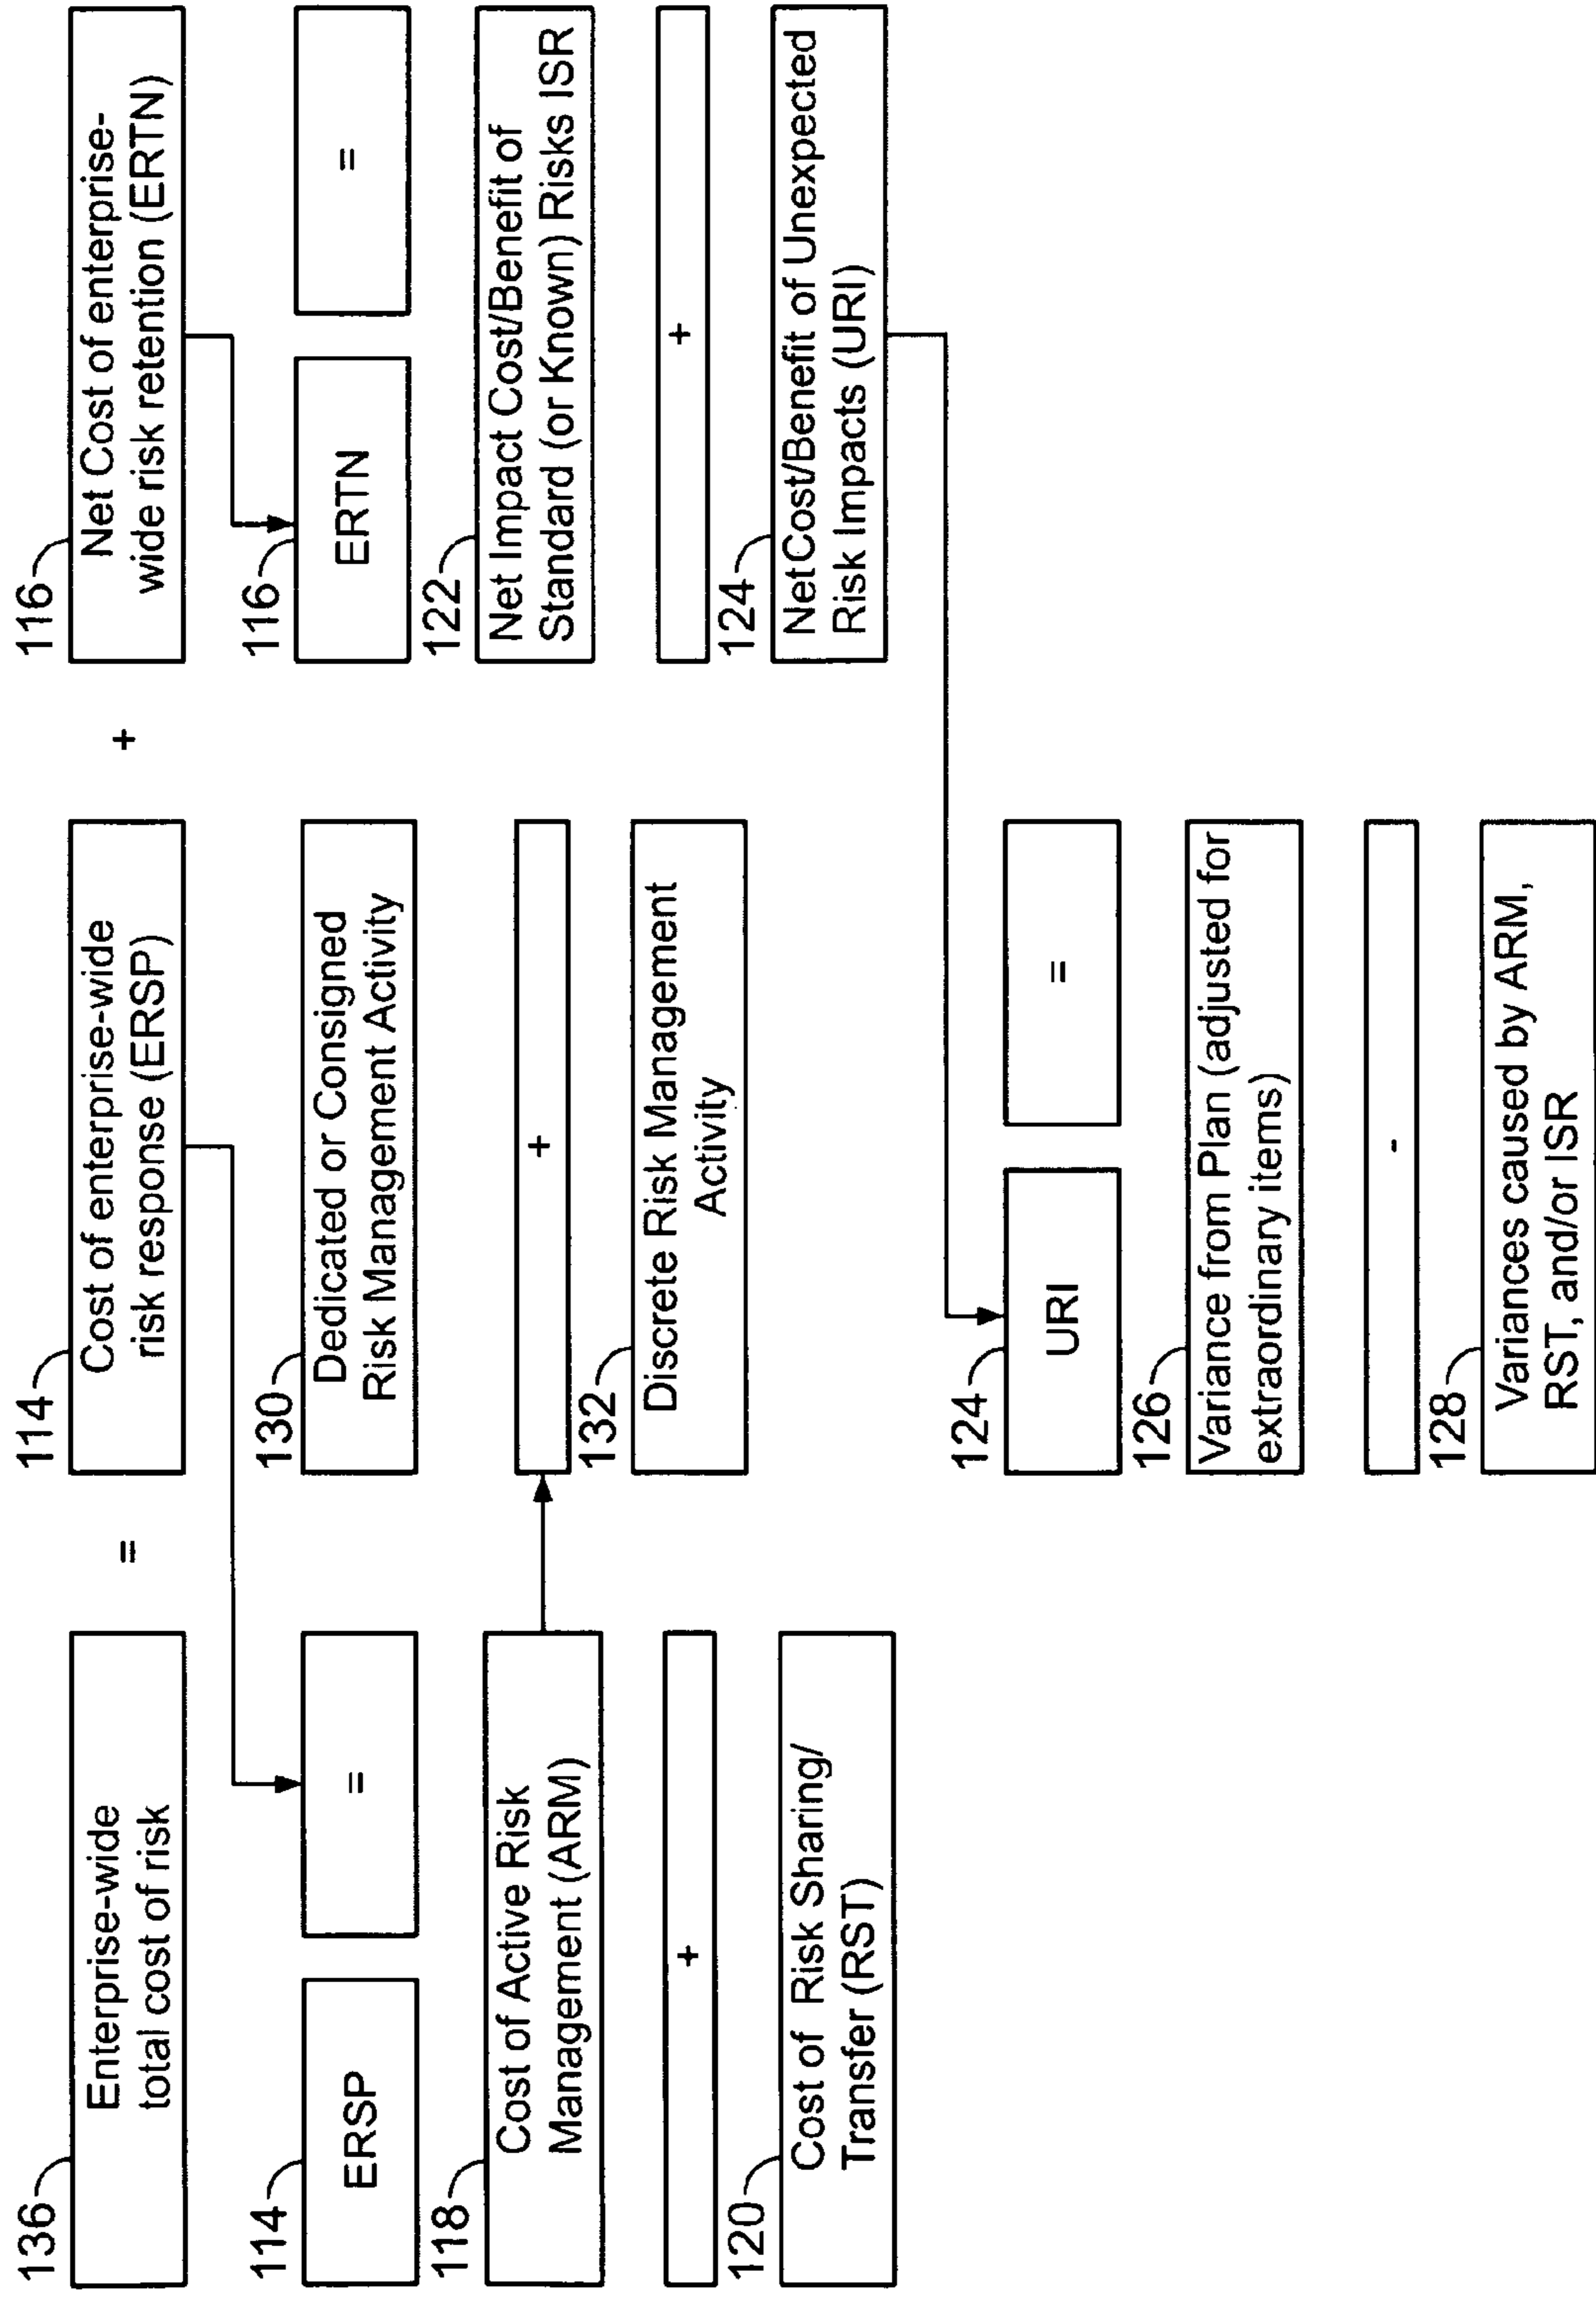 136
Enterprise-wide
total cost of risk
=
114
Cost of enterprise-wide
risk response (ERSP)
+
116
Net Cost of enterprise-
wide risk retention (ERTN)
114
ERSP
=
118
Cost of Active Risk
Management (ARM)
+
120
Cost of Risk Sharing/
Transfer (RST)
130
Dedicated or Consigned
Risk Management Activity
+
132
Discrete Risk Management
Activity
116
ERTN
=
122
Net Impact Cost/Benefit of
Standard (or Known) Risks ISR
+
124
NetCost/Benefit of Unexpected
Risk Impacts (URI)
124
URI
=
126
Variance from Plan (adjusted for
extraordinary items)
-
128
Variances caused by ARM,
RST, and/or ISR